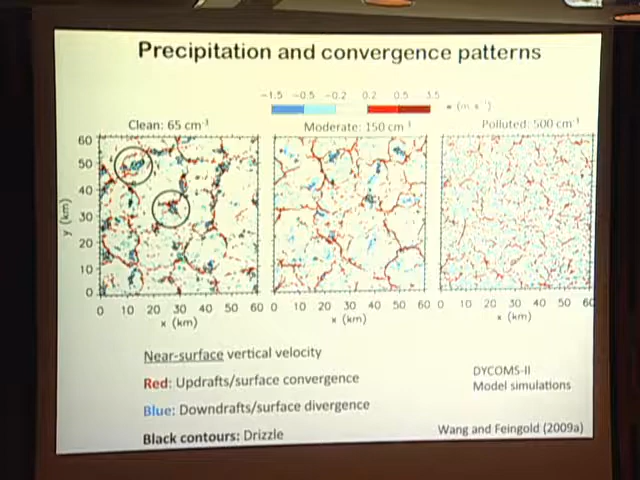 Precipitation and convergence patterns
−1.5 −0.5 −0.2 0.2 0.5 3.5
w (m s⁻¹)
Clean: 65 cm⁻³
Moderate: 150 cm⁻³
Polluted: 500 cm⁻³
60
50
40
30
20
10
0
y (km)
0 10 20 30 40 50 60
0 10 20 30 40 50 60
0 10 20 30 40 50 60
x (km)
x (km)
x (km)
Near-surface vertical velocity
Red: Updrafts/surface convergence
Blue: Downdrafts/surface divergence
Black contours: Drizzle
DYCOMS-II
Model simulations
Wang and Feingold (2009a)